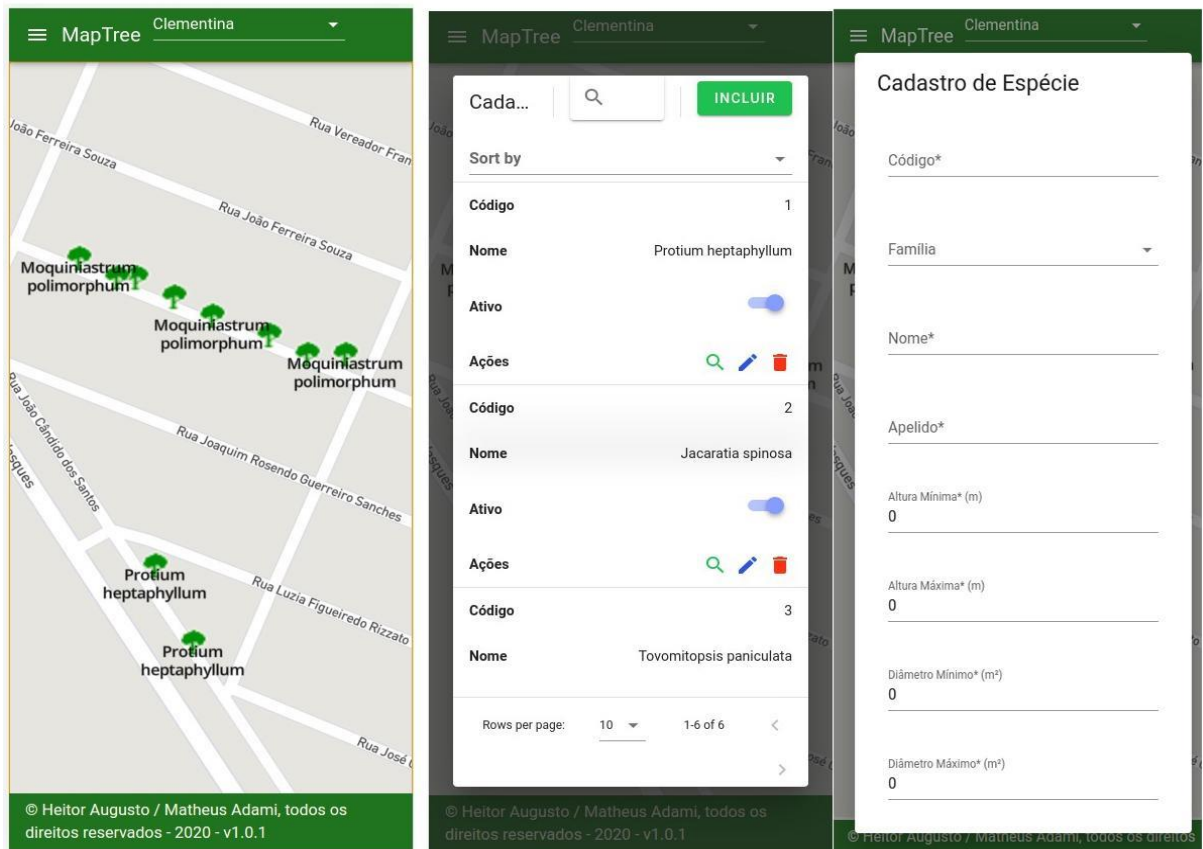 MapTree Clementina
João Ferreira Souza
Rua Vereador Fran
Rua João Ferreira Souza
Moquiniastrum
polimorphum
Moquiniastrum
polimorphum
Moquiniastrum
polimorphum
Rua João Cândido dos Santos
Rua Joaquim Rosendo Guerreiro Sanches
Protium
heptaphyllum
Rua Luzia Figueiredo Rizzato
Protium
heptaphyllum
Rua José
© Heitor Augusto / Matheus Adami, todos os
direitos reservados - 2020 - v1.0.1
MapTree Clementina
Cada... INCLUIR
Sort by
Código 1
Nome Protium heptaphyllum
Ativo
Ações
Código 2
Nome Jacaratia spinosa
Ativo
Ações
Código 3
Nome Tovomitopsis paniculata
Rows per page: 10 1-6 of 6
© Heitor Augusto / Matheus Adami, todos os
direitos reservados - 2020 - v1.0.1
MapTree Clementina
Cadastro de Espécie
Código*
Família
Nome*
Apelido*
Altura Mínima* (m)
0
Altura Máxima* (m)
0
Diâmetro Mínimo* (m²)
0
Diâmetro Máximo* (m²)
0
© Heitor Augusto / Matheus Adami, todos os direitos